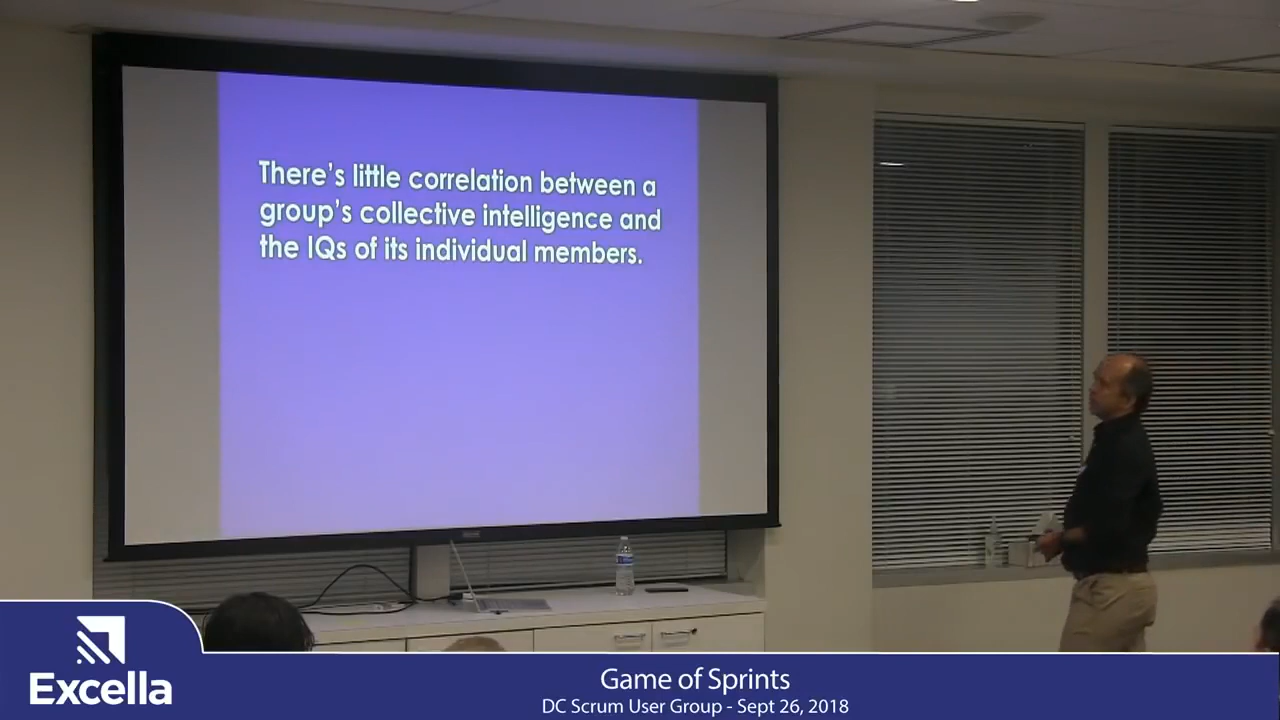 There's little correlation between a
group's collective intelligence and
the IQs of its individual members.
Excella
Game of Sprints
DC Scrum User Group - Sept 26, 2018